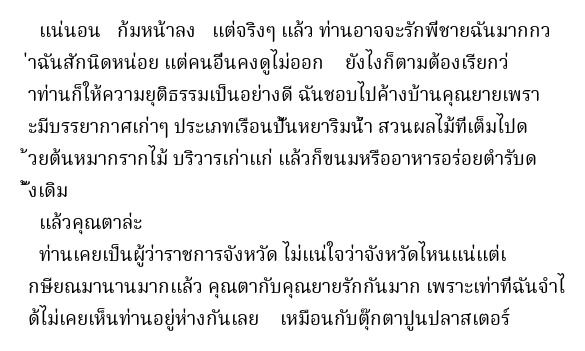 แน่นอน ก้มหน้าลง แต่จริงๆ แล้ว ท่านอาจจะรักพี่ชายฉันมากกว
่าฉันสักนิดหน่อย แต่คนอื่นคงดูไม่ออก ยังไงก็ตามต้องเรียกว่
าท่านก็ให้ความยุติธรรมเป็นอย่างดี ฉันชอบไปค้างบ้านคุณยายเพรา
ะมีบรรยากาศเก่าๆ ประเภทเรือนปั้นหยาริมน้ำ สวนผลไม้ที่เต็มไปด
้วยต้นหมากรากไม้ บริวารเก่าแก่ แล้วก็ขนมหรืออาหารอร่อยตำรับด
ั้งเดิม
แล้วคุณตาล่ะ
ท่านเคยเป็นผู้ว่าราชการจังหวัด ไม่แน่ใจว่าจังหวัดไหนแน่แต่เ
กษียณมานานมากแล้ว คุณตากับคุณยายรักกันมาก เพราะเท่าที่ฉันจำไ
ด้ไม่เคยเห็นท่านอยู่ห่างกันเลย เหมือนกับตุ๊กตาปูนปลาสเตอร์